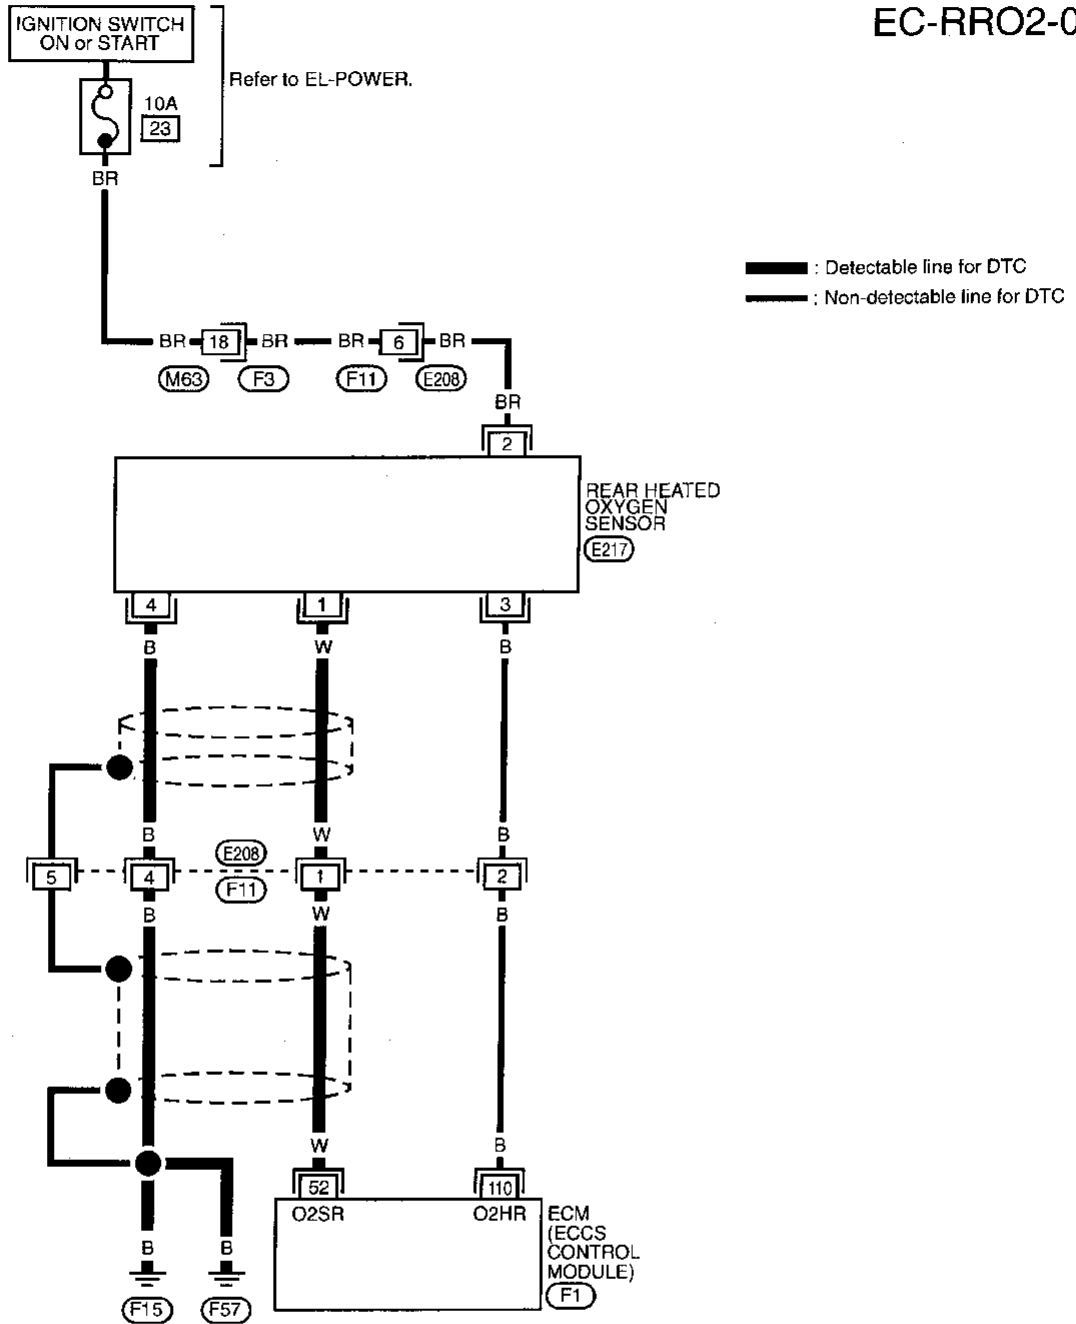 EC-RRO2-0
IGNITION SWITCH
ON or START
Refer to EL-POWER.
10A
23
BR
: Detectable line for DTC
: Non-detectable line for DTC
BR 18 BR BR 6 BR
M63 F3 F11 E208
BR
2
REAR HEATED
OXYGEN
SENSOR
E217
4 1 3
B W B
B W B
E208
5 4 1 2
F11
B W B
W B
52 110
O2SR O2HR
ECM
(ECCS
CONTROL
MODULE)
F1
B B
F15 F57